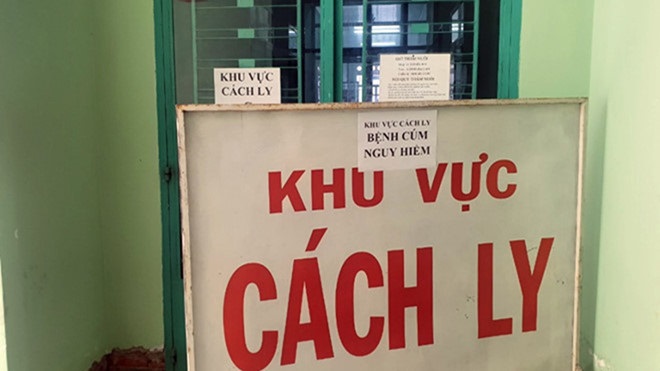 KHU VỰC
CÁCH LY
KHU VỰC CÁCH LY
BỆNH CÚM
NGUY HIỂM
KHU VỰC
CÁCH LY